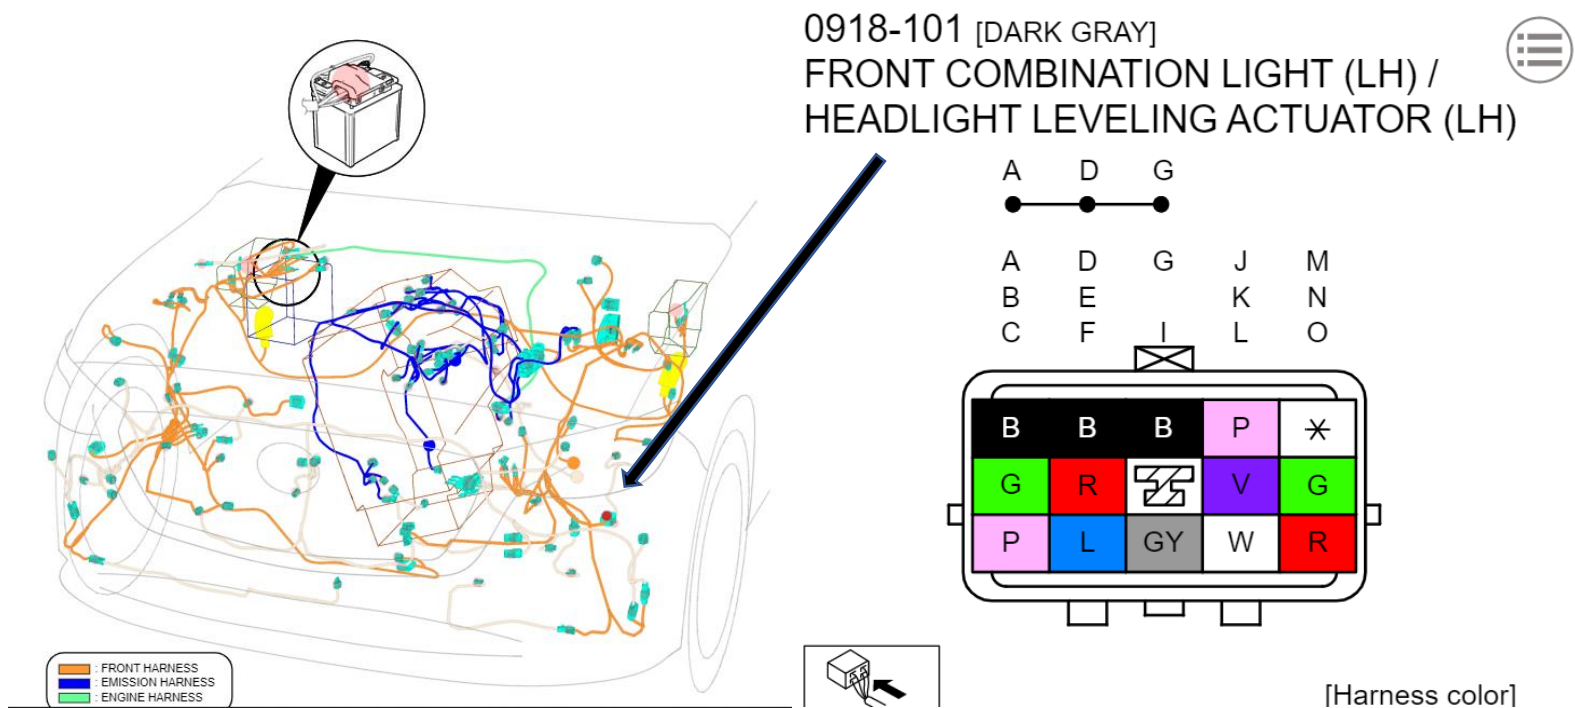 0918-101 [DARK GRAY]
FRONT COMBINATION LIGHT (LH) /
HEADLIGHT LEVELING ACTUATOR (LH)
A D G
A D G J M
B E K N
C F I L O
B B B P *
G R V G
P L GY W R
: FRONT HARNESS
: EMISSION HARNESS
: ENGINE HARNESS
[Harness color]